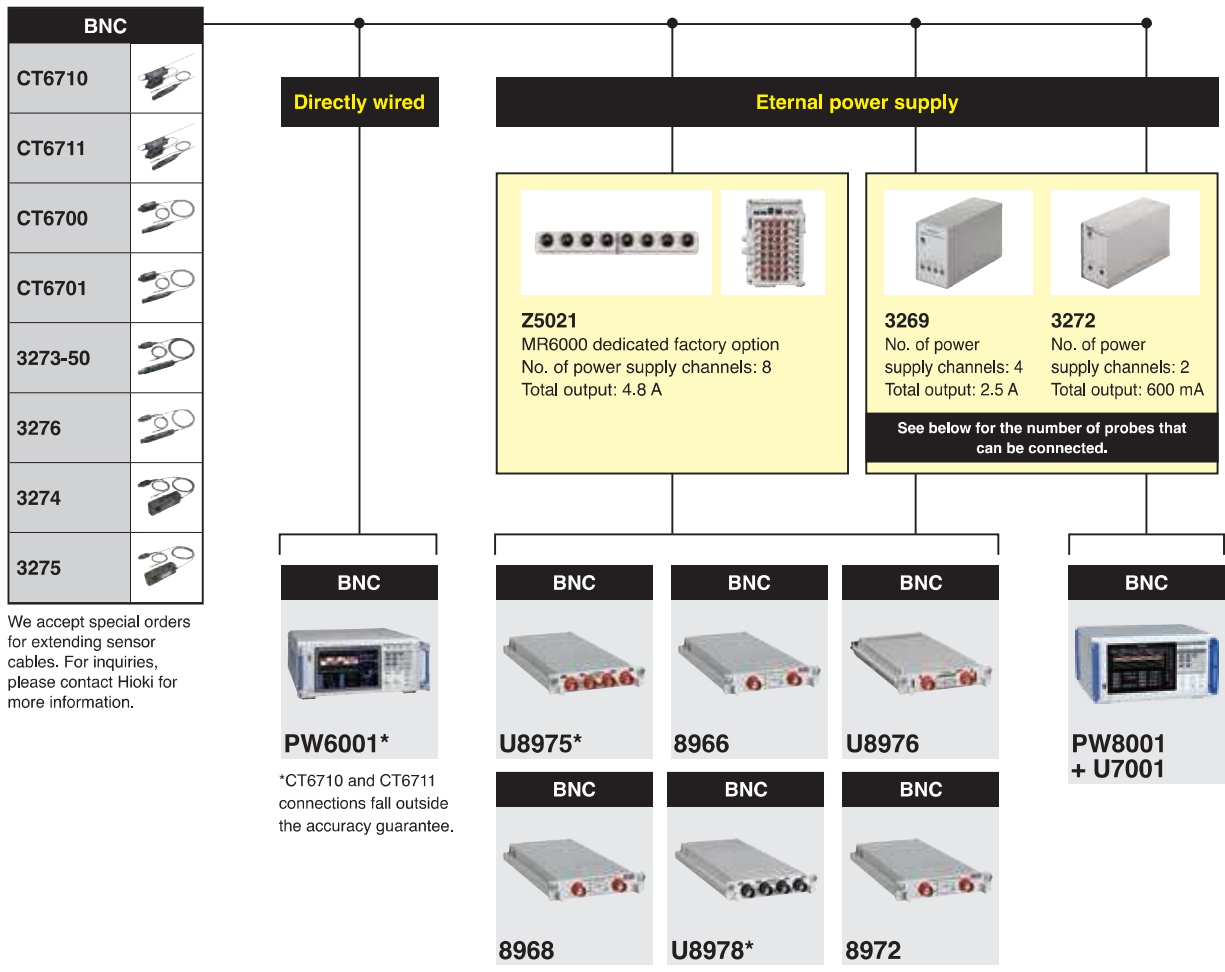 BNC
CT6710
CT6711
CT6700
CT6701
3273-50
3276
3274
3275
We accept special orders
for extending sensor
cables. For inquiries,
please contact Hioki for
more information.
Directly wired
Eternal power supply
Z5021
MR6000 dedicated factory option
No. of power supply channels: 8
Total output: 4.8 A
3269
No. of power
supply channels: 4
Total output: 2.5 A
3272
No. of power
supply channels: 2
Total output: 600 mA
See below for the number of probes that
can be connected.
BNC
PW6001*
*CT6710 and CT6711
connections fall outside
the accuracy guarantee.
BNC
U8975*
BNC
8966
BNC
U8976
BNC
8968
BNC
U8978*
BNC
8972
BNC
PW8001
+ U7001